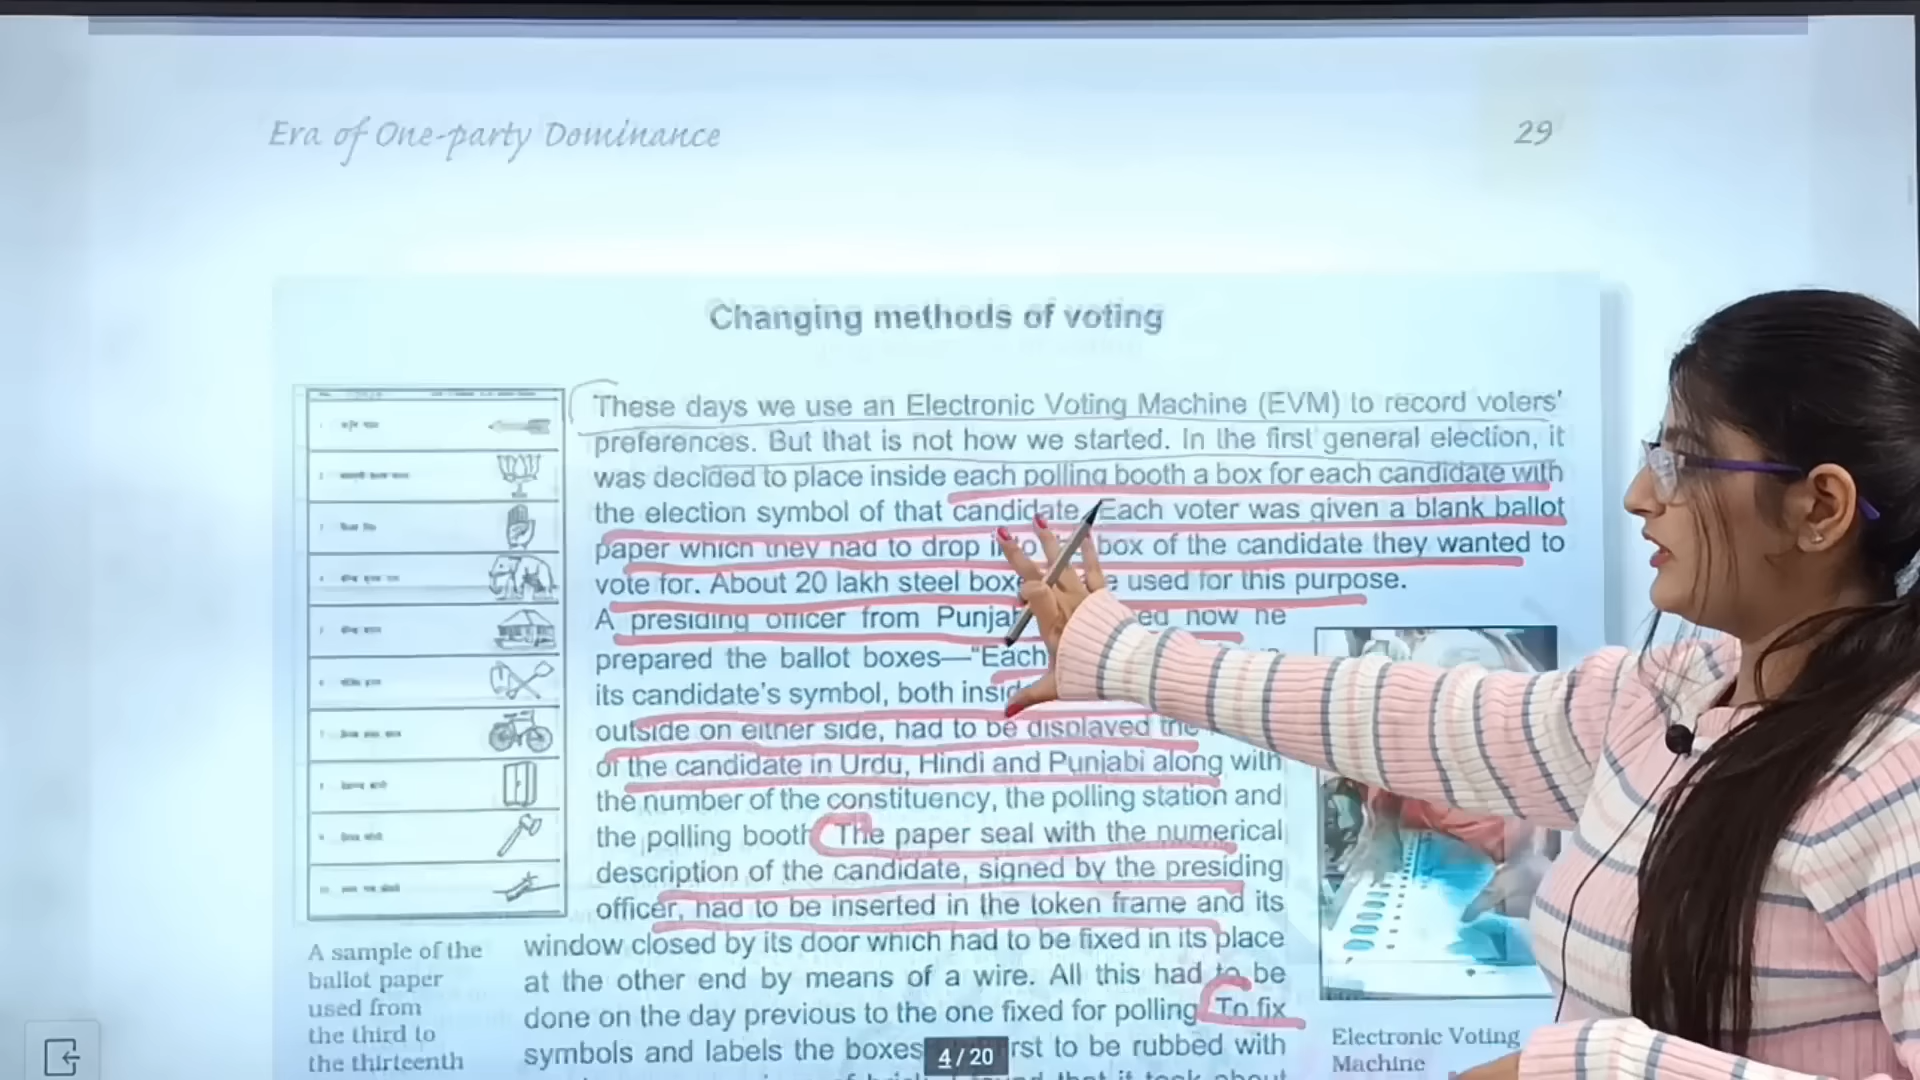 Era of One-party Dominance
29
Changing methods of voting
These days we use an Electronic Voting Machine (EVM) to record voters'
preferences. But that is not how we started. In the first general election, it
was decided to place inside each polling booth a box for each candidate with
the election symbol of that candidate. Each voter was given a blank ballot
paper which they had to drop box of the candidate they wanted to
vote for. About 20 lakh steel used for this purpose.
A presiding officer from
prepared the ballot boxes—"Each
its candidate's symbol, both
outside on either side, had to be displayed the
of the candidate in Urdu, Hindi and Punjabi along with
the number of the constituency, the polling station and
the polling booth The paper seal with the numerical
description of the candidate, signed by the presiding
officer, had to be inserted in the token frame and its
window closed by its door which had to be fixed in its place
at the other end by means of a wire. All this had to be
done on the day previous to the one fixed for polling To fix
symbols and labels the boxes to be rubbed with
A sample of the
ballot paper
used from
the third to
the thirteenth
Electronic Voting
Machine
4 / 20